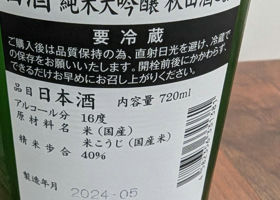 純米大吟醸 秋田酒
要冷蔵
ご購入後は品質保持の為、直射日光を避け、冷蔵で
の保存をお願いいたします。開栓前後にかかわらず、
できるだけお早めにお召し上がりください。
品目 日本酒 内容量 720ml
アルコール分 16度
原材料名 米(国産)
米こうじ(国産米)
精米歩合 40%
製造年月 2024-05